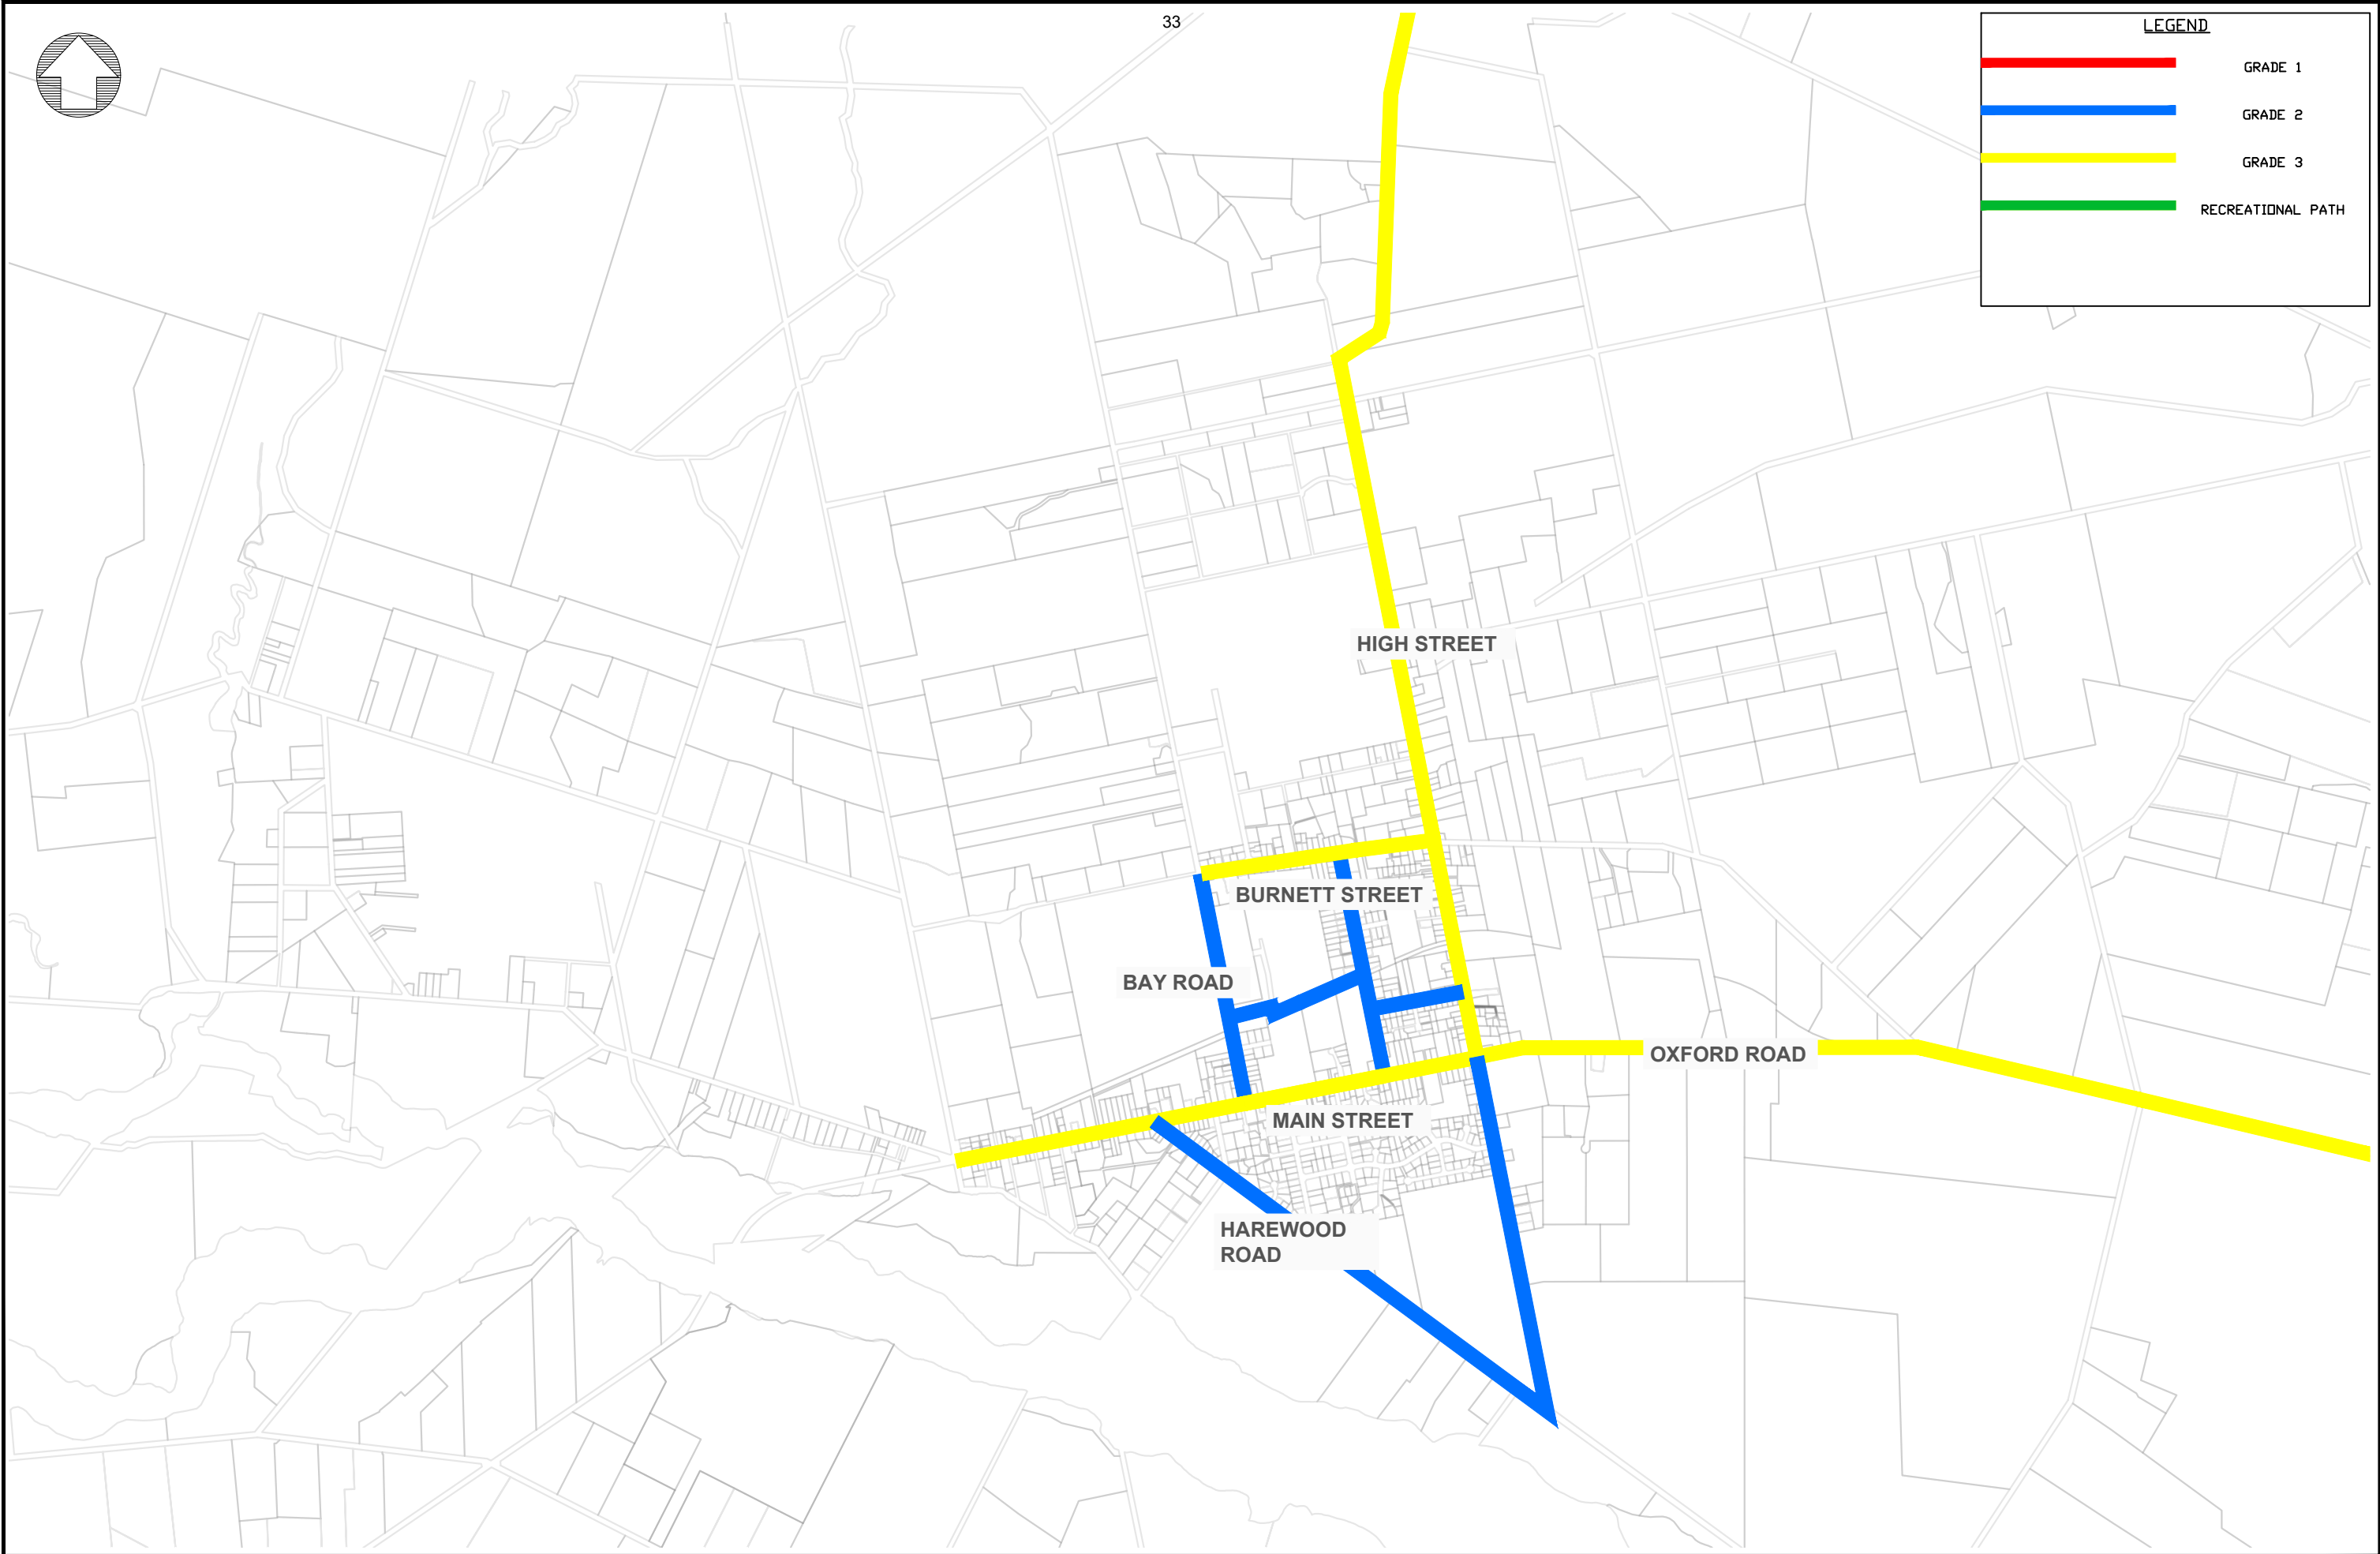 33
LEGEND
GRADE 1
GRADE 2
GRADE 3
RECREATIONAL PATH
HIGH STREET
BURNETT STREET
BAY ROAD
OXFORD ROAD
MAIN STREET
HAREWOOD
ROAD